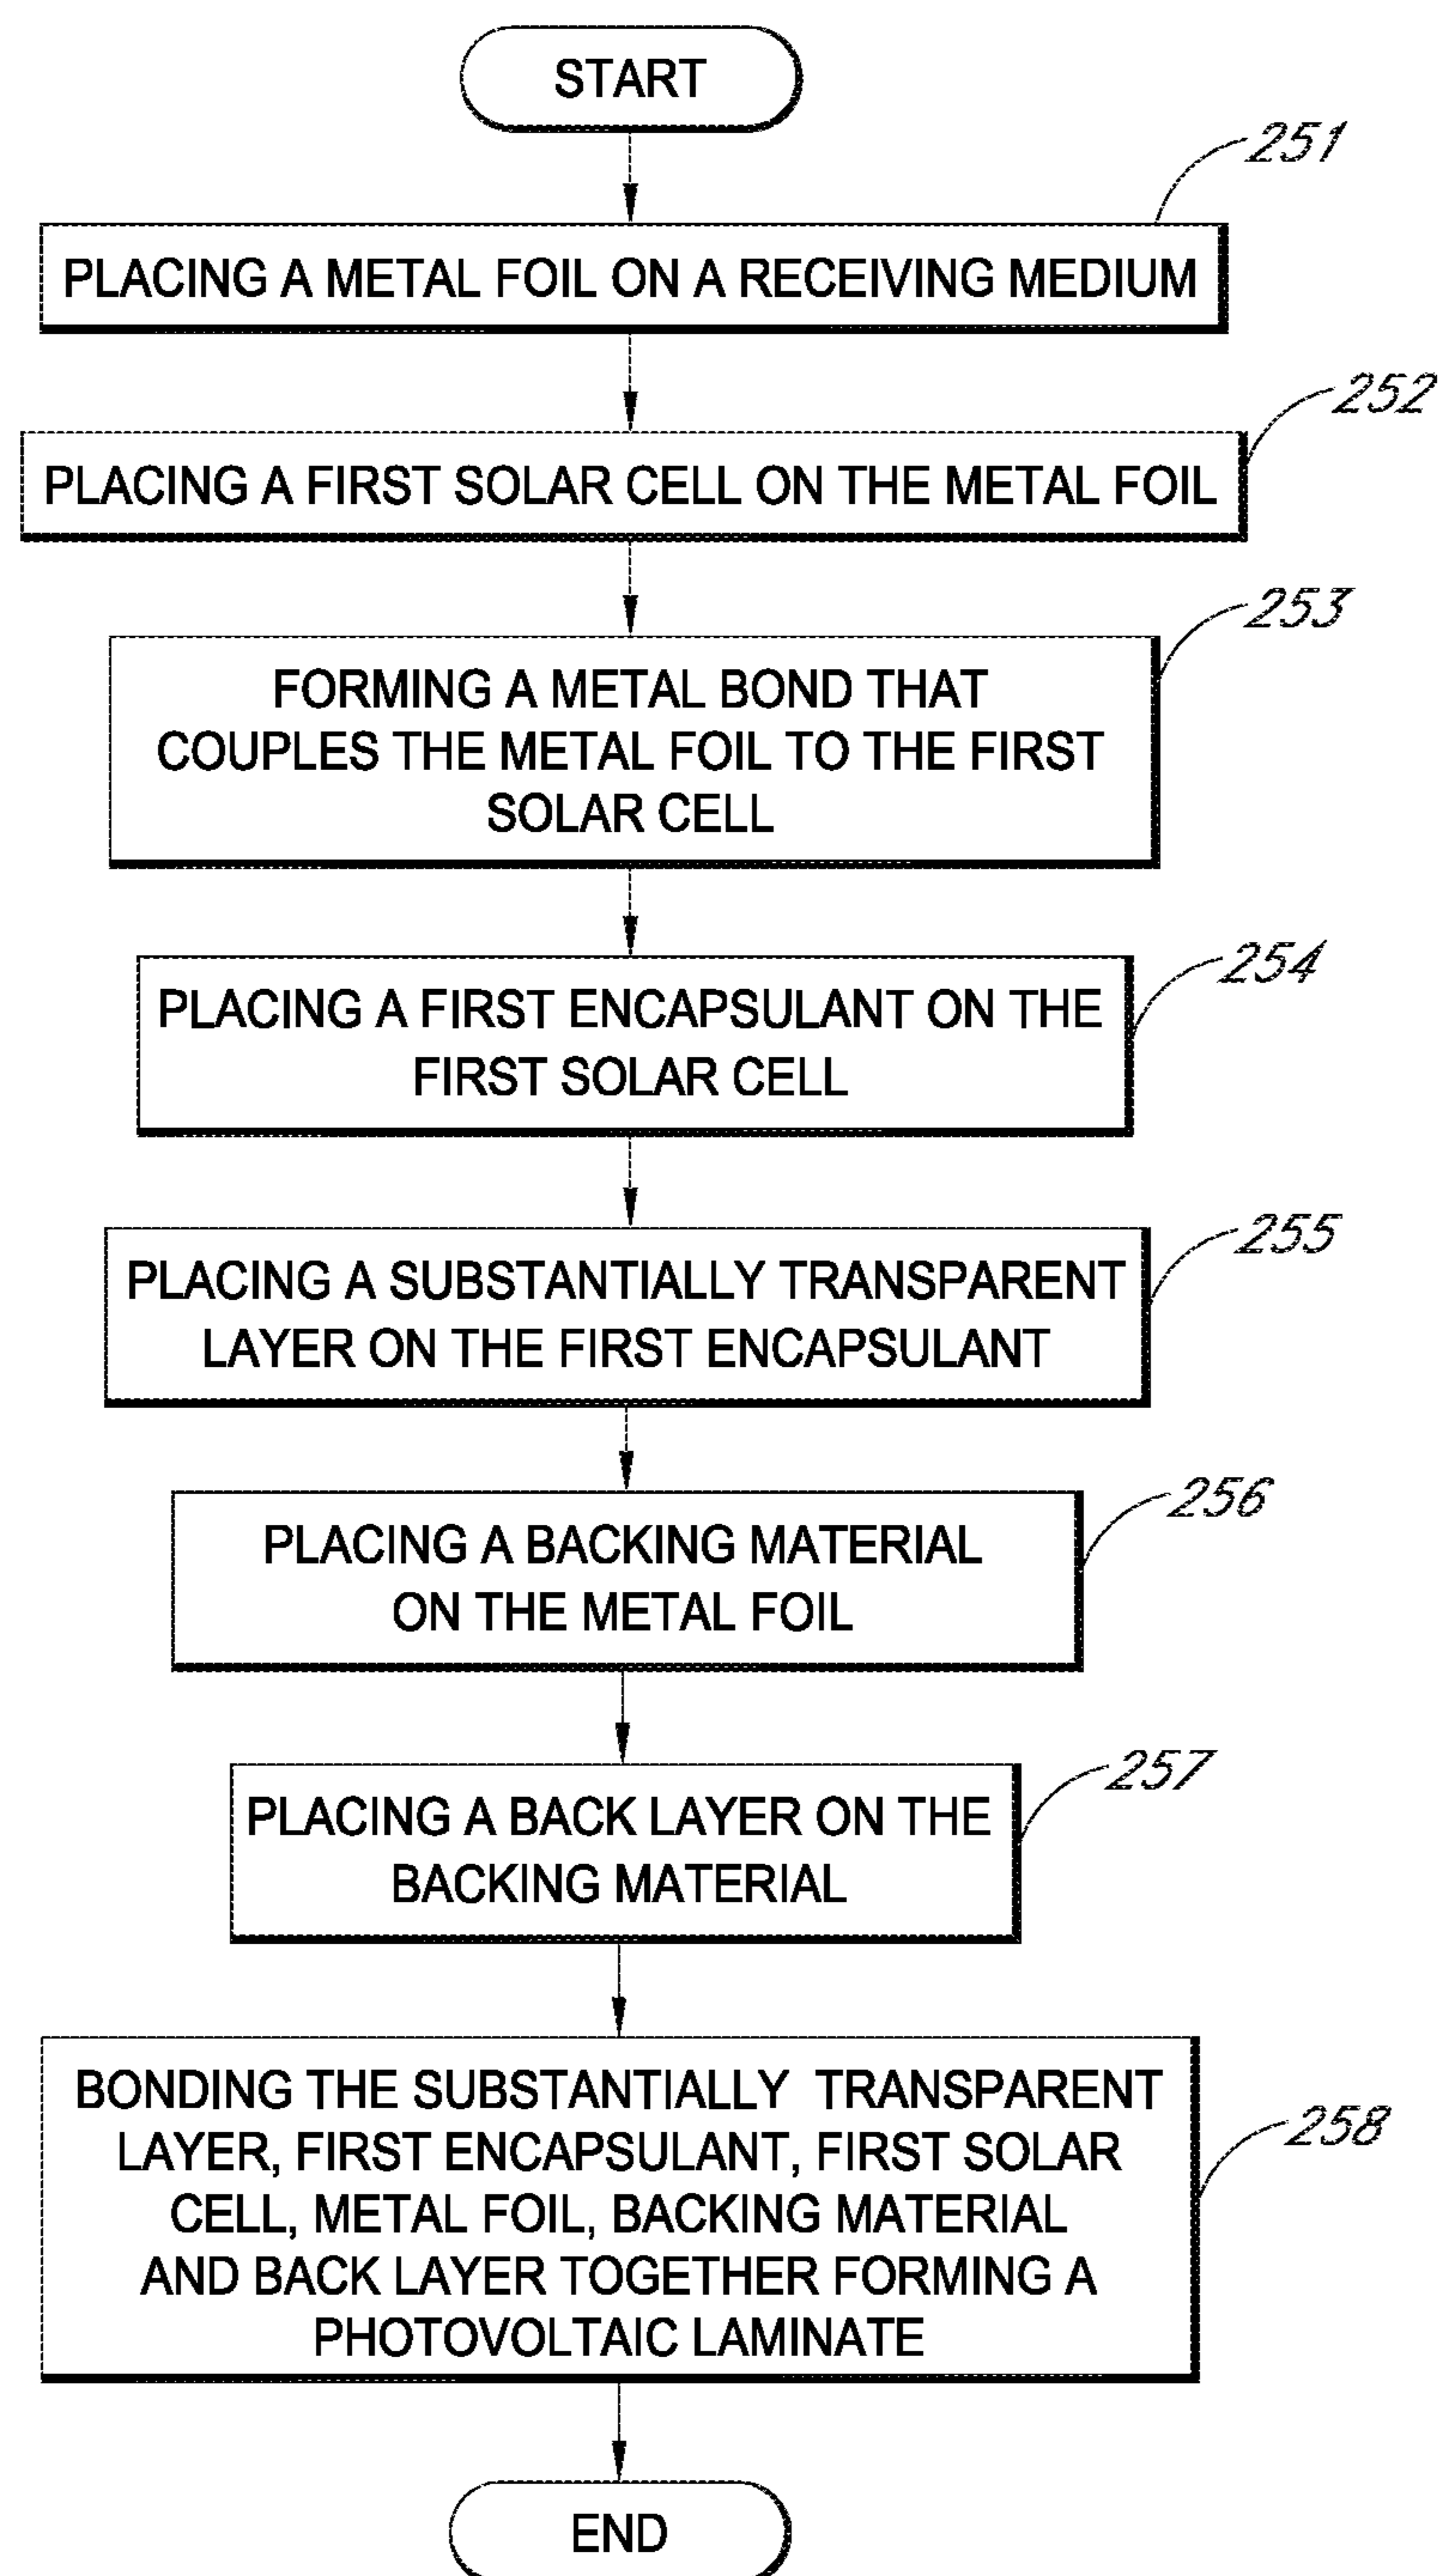 START
251
PLACING A METAL FOIL ON A RECEIVING MEDIUM
252
PLACING A FIRST SOLAR CELL ON THE METAL FOIL
253
FORMING A METAL BOND THAT
COUPLES THE METAL FOIL TO THE FIRST
SOLAR CELL
254
PLACING A FIRST ENCAPSULANT ON THE
FIRST SOLAR CELL
255
PLACING A SUBSTANTIALLY TRANSPARENT
LAYER ON THE FIRST ENCAPSULANT
256
PLACING A BACKING MATERIAL
ON THE METAL FOIL
257
PLACING A BACK LAYER ON THE
BACKING MATERIAL
258
BONDING THE SUBSTANTIALLY TRANSPARENT
LAYER, FIRST ENCAPSULANT, FIRST SOLAR
CELL, METAL FOIL, BACKING MATERIAL
AND BACK LAYER TOGETHER FORMING A
PHOTOVOLTAIC LAMINATE
END